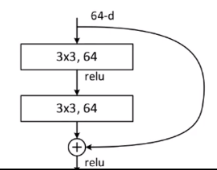 64-d
3x3, 64
relu
3x3, 64
+
relu